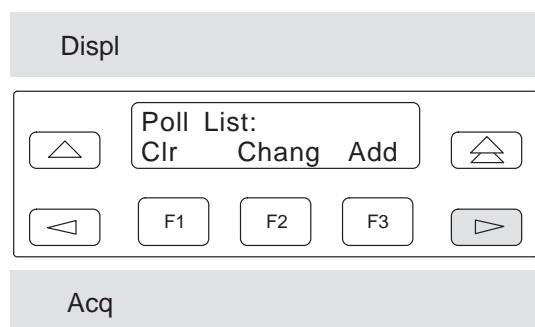 Displ
Poll List:
Clr Chang Add
F1 F2 F3
Acq